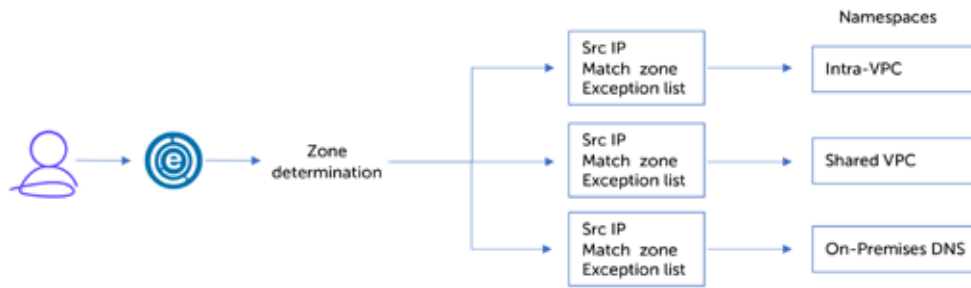 Namespaces
Src IP
Match zone
Exception list
Intra-VPC
e
Zone
determination
Src IP
Match zone
Exception list
Shared VPC
Src IP
Match zone
Exception list
On-Premises DNS